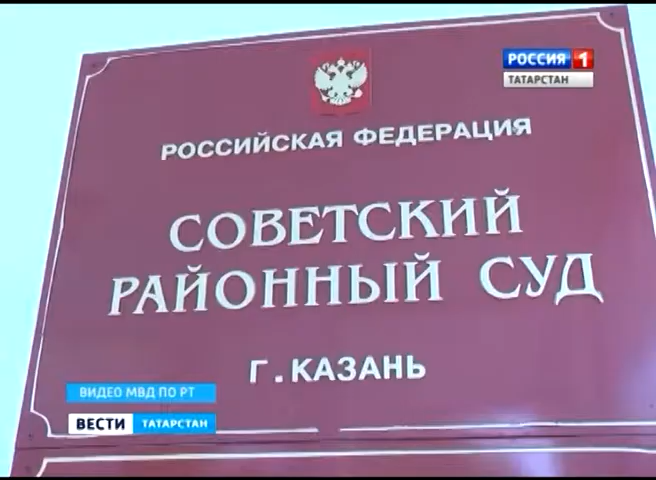 РОССИЯ 1
ТАТАРСТАН
РОССИЙСКАЯ ФЕДЕРАЦИЯ
СОВЕТСКИЙ
РАЙОННЫЙ СУД
Г. КАЗАНЬ
ВИДЕО МВД ПО РТ
ВЕСТИ ТАТАРСТАН